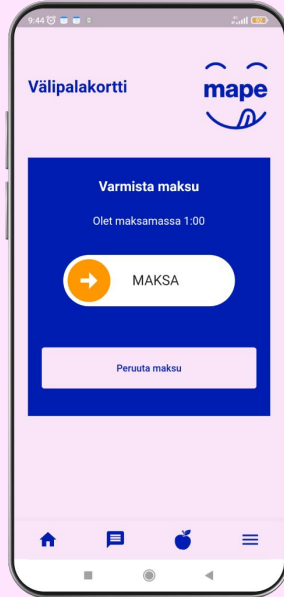 9:44
Välipalakortti
mape
Varmista maksu
Olet maksamassa 1:00
MAKSA
Peruuta maksu